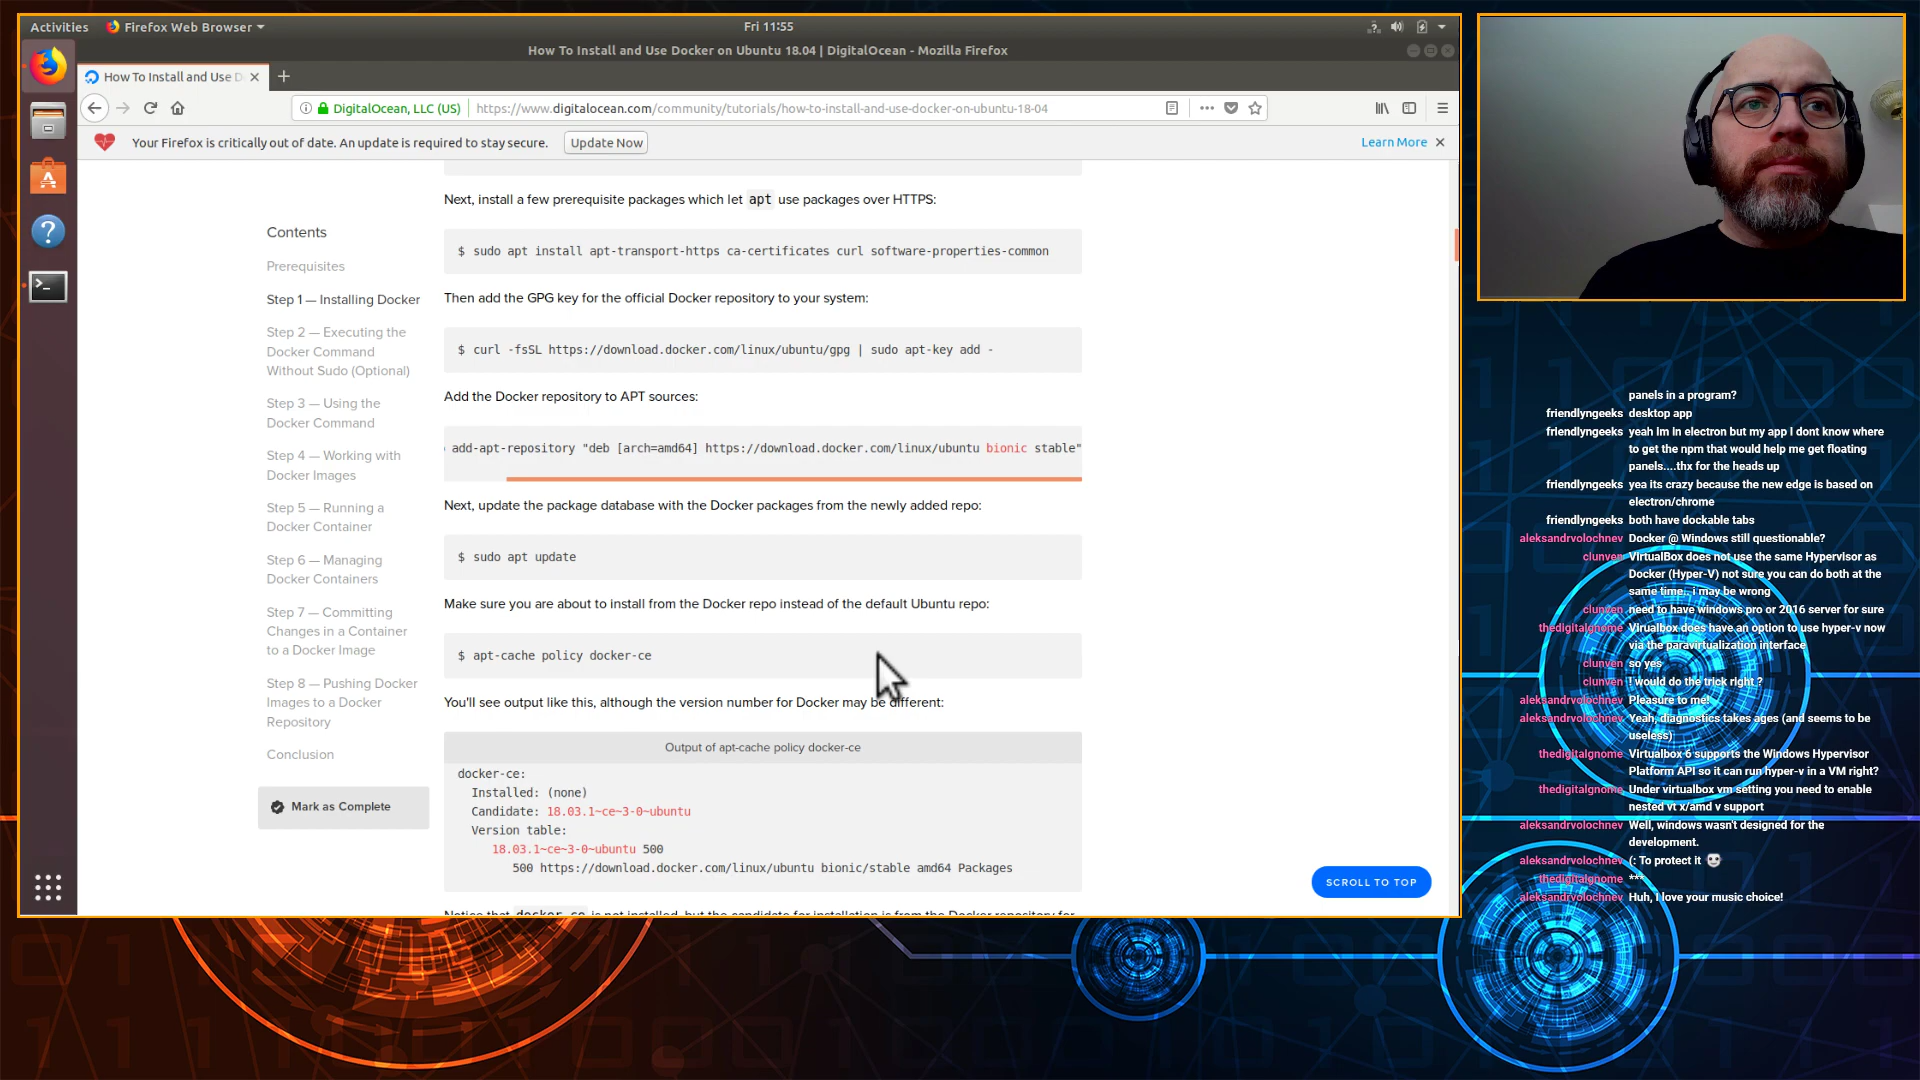 Activities
Firefox Web Browser
Fri 11:55
How To Install and Use Docker on Ubuntu 18.04 | DigitalOcean - Mozilla Firefox
How To Install and Use D
DigitalOcean, LLC (US)
https://www.digitalocean.com/community/tutorials/how-to-install-and-use-docker-on-ubuntu-18-04
Your Firefox is critically out of date. An update is required to stay secure.
Update Now
Learn More
Contents
Prerequisites
Step 1 — Installing Docker
Step 2 — Executing the
Docker Command
Without Sudo (Optional)
Step 3 — Using the
Docker Command
Step 4 — Working with
Docker Images
Step 5 — Running a
Docker Container
Step 6 — Managing
Docker Containers
Step 7 — Committing
Changes in a Container
to a Docker Image
Step 8 — Pushing Docker
Images to a Docker
Repository
Conclusion
Mark as Complete
Next, install a few prerequisite packages which let apt use packages over HTTPS:
$ sudo apt install apt-transport-https ca-certificates curl software-properties-common
Then add the GPG key for the official Docker repository to your system:
$ curl -fsSL https://download.docker.com/linux/ubuntu/gpg | sudo apt-key add -
Add the Docker repository to APT sources:
add-apt-repository "deb [arch=amd64] https://download.docker.com/linux/ubuntu bionic stable"
Next, update the package database with the Docker packages from the newly added repo:
$ sudo apt update
Make sure you are about to install from the Docker repo instead of the default Ubuntu repo:
$ apt-cache policy docker-ce
You'll see output like this, although the version number for Docker may be different:
Output of apt-cache policy docker-ce
docker-ce:
Installed: (none)
Candidate: 18.03.1~ce~3-0~ubuntu
Version table:
18.03.1~ce~3-0~ubuntu 500
500 https://download.docker.com/linux/ubuntu bionic/stable amd64 Packages
Notice that docker-ce is not installed, but the candidate for installation is from the Docker repository for
SCROLL TO TOP
panels in a program?
friendlyngeeks desktop app
friendlyngeeks yeah Im In electron but my app I dont know where
to get the npm that would help me get floating
panels....thx for the heads up
friendlyngeeks yea its crazy because the new edge is based on
electron/chrome
friendlyngeeks both have dockable tabs
aleksandrvolochnev Docker @ Windows still questionable?
clunven VirtualBox does not use the same Hypervisor as
Docker (Hyper-V) not sure you can do both at the
same time.. i may be wrong
clunven need to have windows pro or 2016 server for sure
thedigitalgnome Virualbox does have an option to use hyper-v now
via the paravirtualization interface
clunven so yes
clunven ! would do the trick right ?
aleksandrvolochnev Pleasure to me!
aleksandrvolochnev Yeah, diagnostics takes ages (and seems to be
useless)
thedigitalgnome Virtualbox 6 supports the Windows Hypervisor
Platform API so it can run hyper-v in a VM right?
thedigitalgnome Under virtualbox vm setting you need to enable
nested vt x/amd v support
aleksandrvolochnev Well, windows wasn't designed for the
development.
aleksandrvolochnev (: To protect it
thedigitalgnome ***
aleksandrvolochnev Huh, I love your music choice!